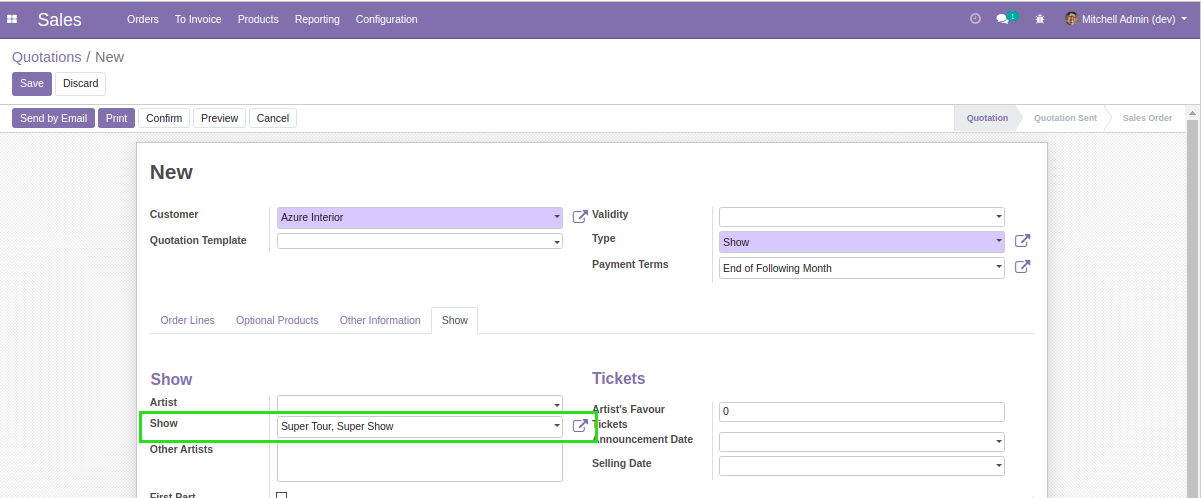 Sales Orders To Invoice Products Reporting Configuration 1 Mitchell Admin (dev)
Quotations / New
Save Discard
Send by Email Print Confirm Preview Cancel Quotation Quotation Sent Sales Order
New
Customer Azure Interior Validity
Quotation Template Type Show
Payment Terms End of Following Month
Order Lines Optional Products Other Information Show
Show Tickets
Artist
Artist's Favour Tickets 0
Show Super Tour, Super Show
Announcement Date
Other Artists
Selling Date
First Part